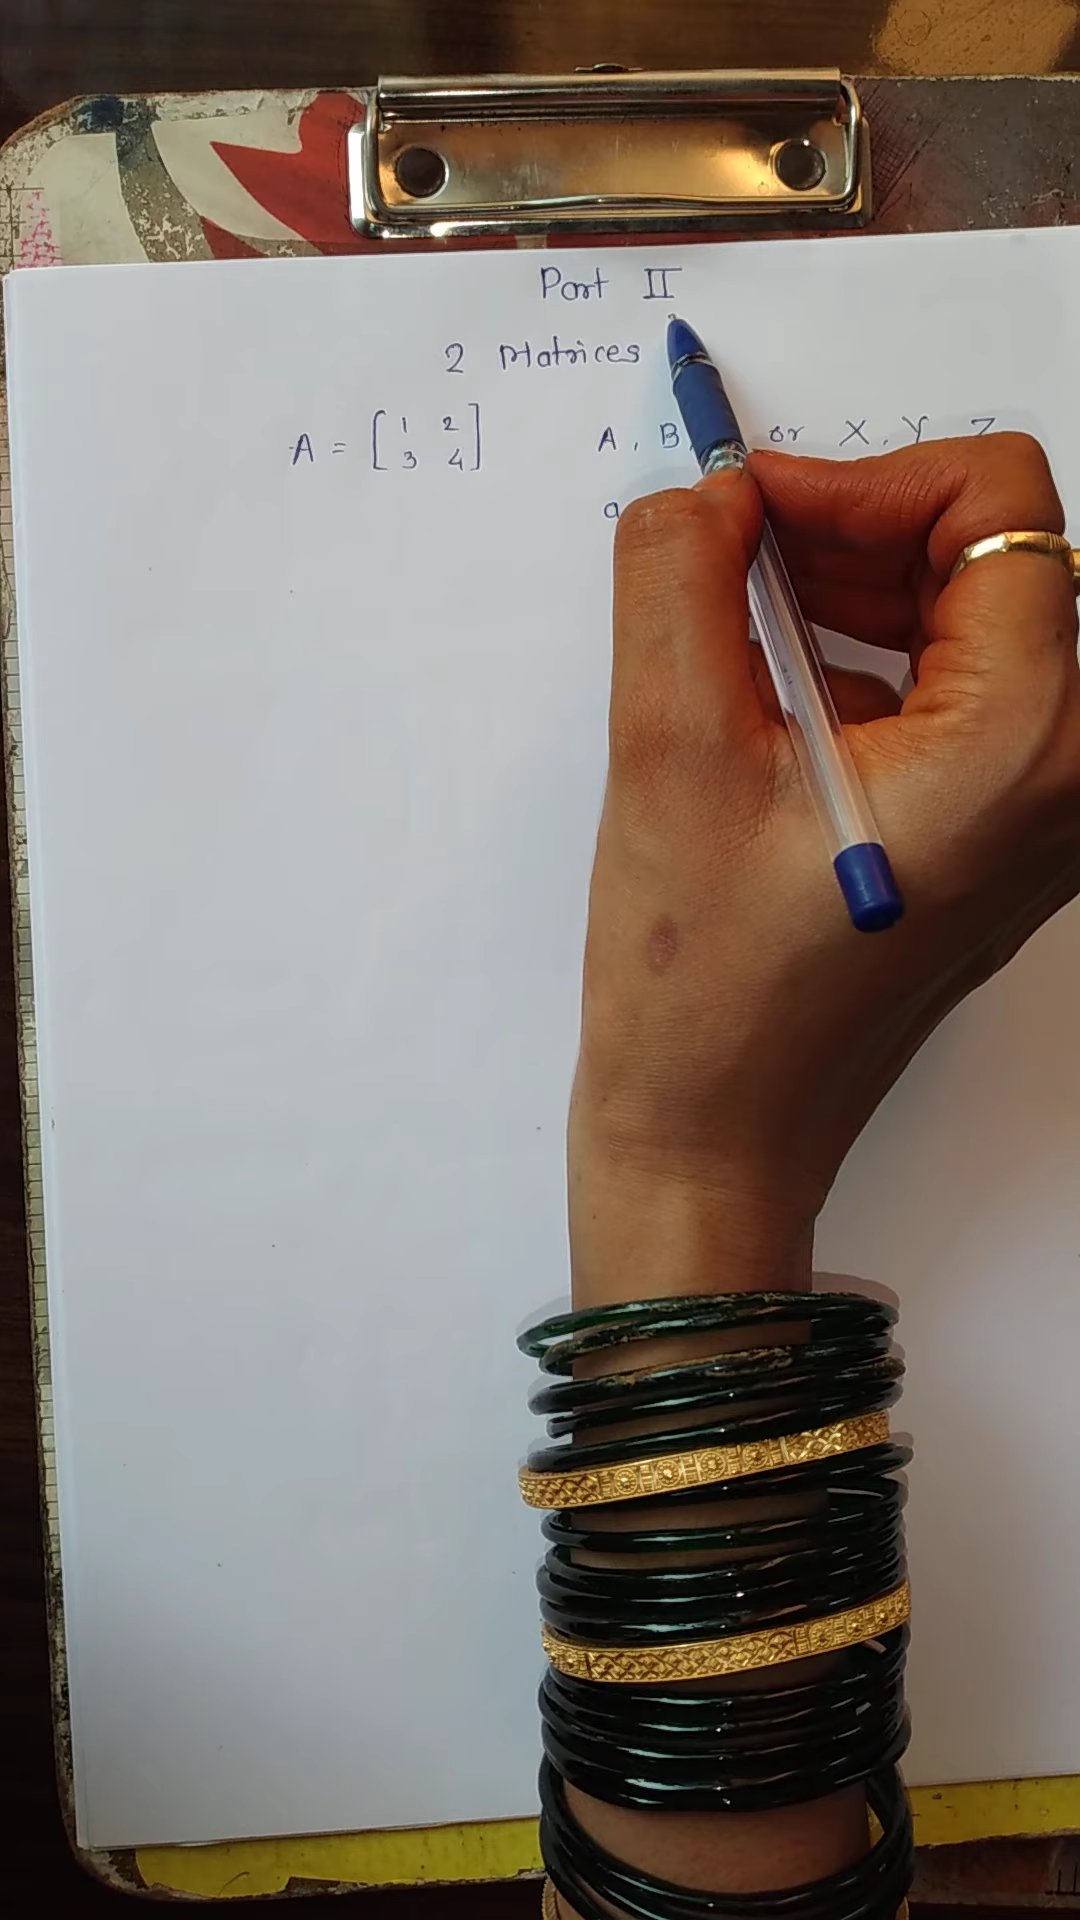 Part II
2 Matrices
A = [ 1 2 A, B, or X, Y, Z
3 4 ]
a